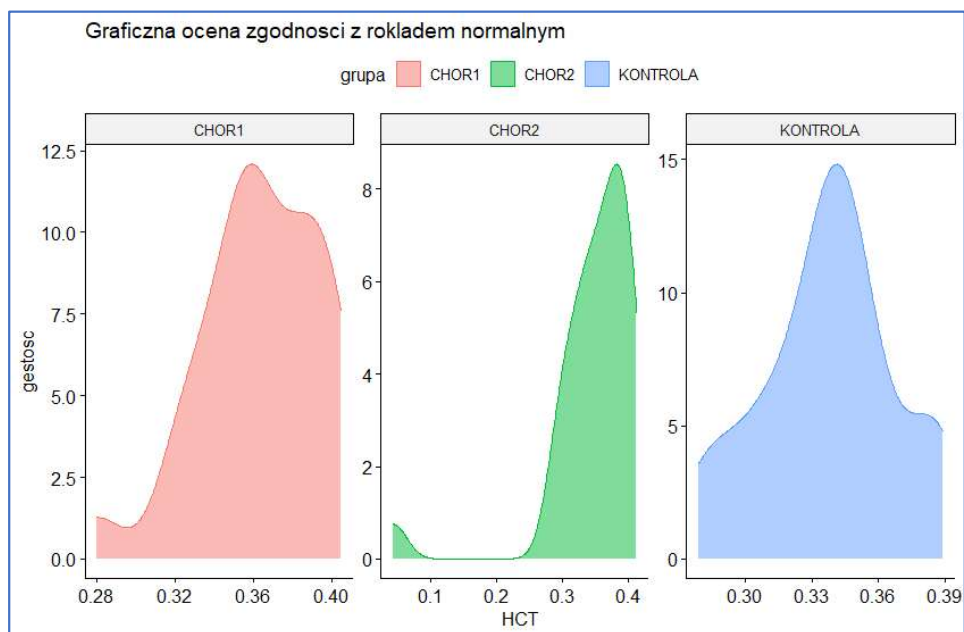 Graficzna ocena zgodnosci z rokladem normalnym
grupa CHOR1 CHOR2 KONTROLA
CHOR1 CHOR2 KONTROLA
gestosc
12.5
10.0
7.5
5.0
2.5
0.0
8
6
4
2
0
15
10
5
0
0.28 0.32 0.36 0.40 0.1 0.2 0.3 0.4 0.30 0.33 0.36 0.39
HCT